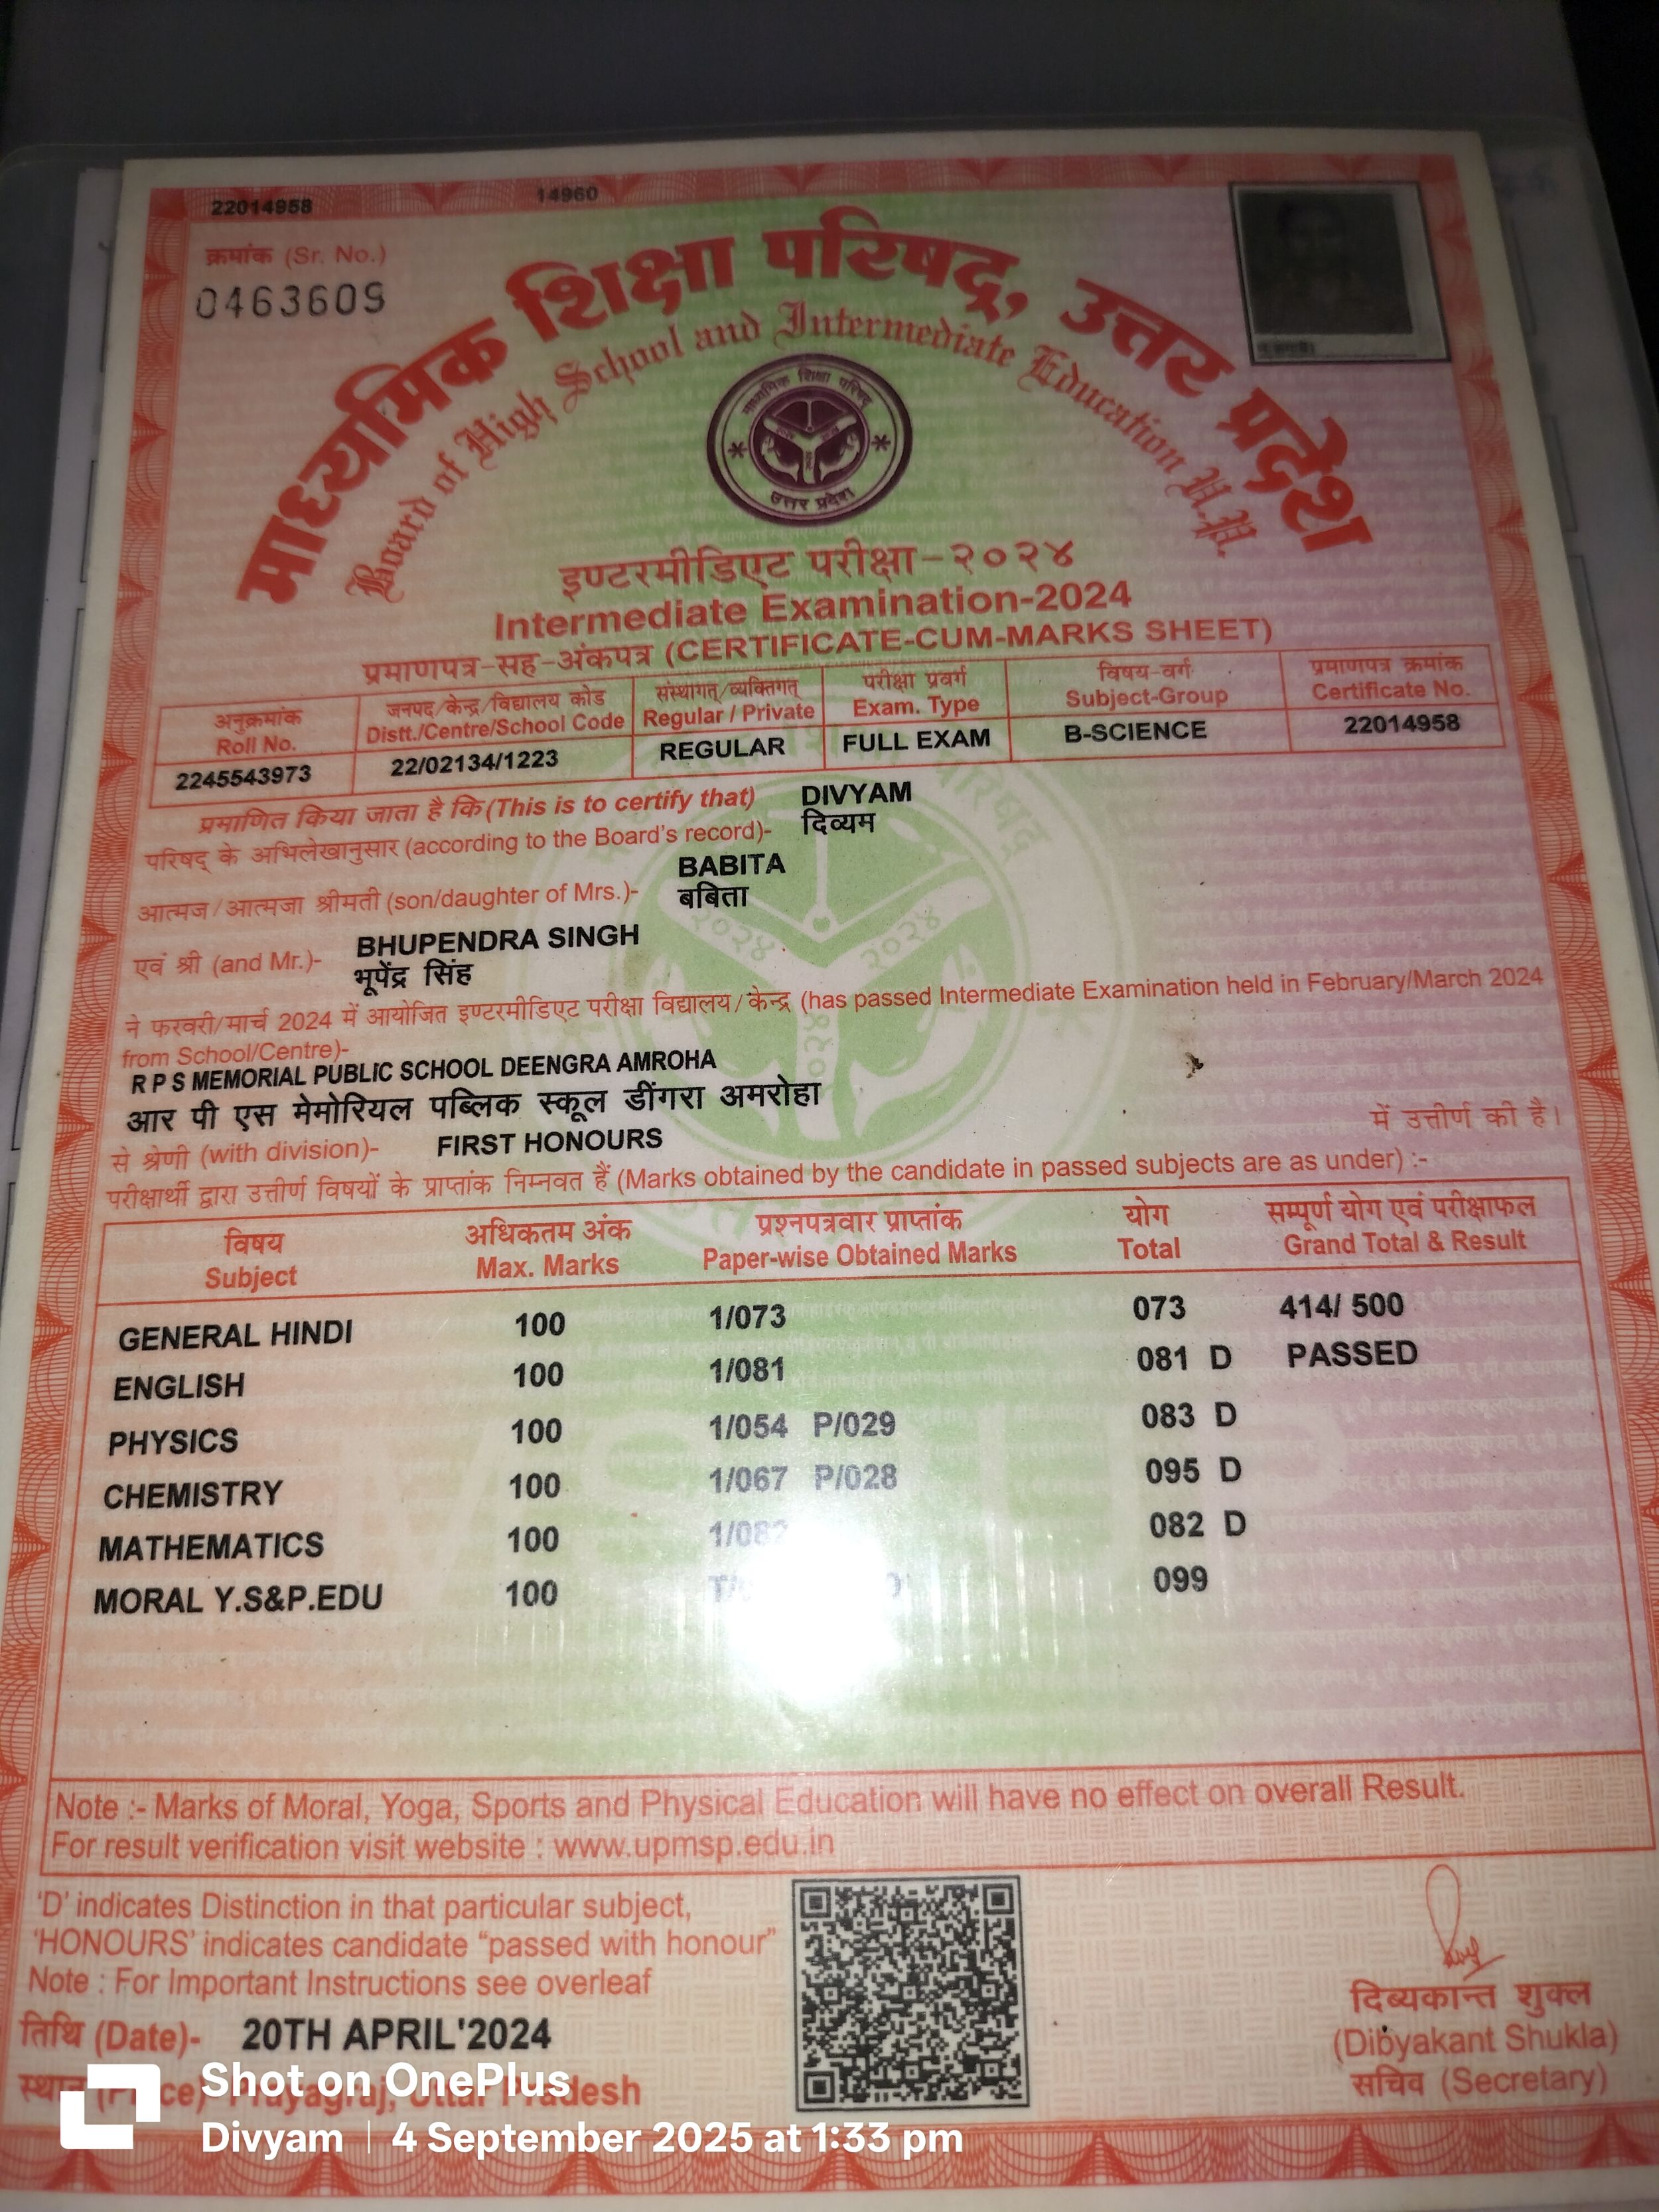 22014958 14960
क्रमांक (Sr. No.)
0463609
माध्यमिक शिक्षा परिषद्, उत्तर प्रदेश
Board of High School and Intermediate Education U.P.
माध्यमिक शिक्षा परिषद्
उत्तर प्रदेश
इण्टरमीडिएट परीक्षा-२०२४
Intermediate Examination-2024
प्रमाणपत्र-सह-अंकपत्र (CERTIFICATE-CUM-MARKS SHEET)
अनुक्रमांक जनपद/केन्द्र/विद्यालय कोड संस्थागत्/व्यक्तिगत् परीक्षा प्रवर्ग विषय-वर्ग प्रमाणपत्र क्रमांक
Roll No. Distt./Centre/School Code Regular / Private Exam. Type Subject-Group Certificate No.
2245543973 22/02134/1223 REGULAR FULL EXAM B-SCIENCE 22014958
प्रमाणित किया जाता है कि(This is to certify that) DIVYAM
परिषद् के अभिलेखानुसार (according to the Board's record)- दिव्यम
BABITA
आत्मज/आत्मजा श्रीमती (son/daughter of Mrs.)- बबिता
BHUPENDRA SINGH
एवं श्री (and Mr.)- भूपेंद्र सिंह
ने फरवरी/मार्च 2024 में आयोजित इण्टरमीडिएट परीक्षा विद्यालय/केन्द्र (has passed Intermediate Examination held in February/March 2024
from School/Centre)-
R P S MEMORIAL PUBLIC SCHOOL DEENGRA AMROHA
आर पी एस मेमोरियल पब्लिक स्कूल डींगरा अमरोहा
में उत्तीर्ण की है।
से श्रेणी (with division)- FIRST HONOURS
परीक्षार्थी द्वारा उत्तीर्ण विषयों के प्राप्तांक निम्नवत हैं (Marks obtained by the candidate in passed subjects are as under) :-
विषय अधिकतम अंक प्रश्नपत्रवार प्राप्तांक योग सम्पूर्ण योग एवं परीक्षाफल
Subject Max. Marks Paper-wise Obtained Marks Total Grand Total & Result
GENERAL HINDI 100 1/073 073 414/ 500
ENGLISH 100 1/081 081 D PASSED
PHYSICS 100 1/054 P/029 083 D
CHEMISTRY 100 1/067 P/028 095 D
MATHEMATICS 100 1/082 082 D
MORAL Y.S&P.EDU 100 099
Note :- Marks of Moral, Yoga, Sports and Physical Education will have no effect on overall Result.
For result verification visit website : www.upmsp.edu.in
'D' indicates Distinction in that particular subject,
'HONOURS' indicates candidate "passed with honour"
Note : For Important Instructions see overleaf
तिथि (Date)- 20TH APRIL'2024
Prayagraj, Uttar Pradesh
दिब्यकान्त शुक्ल
(Dibyakant Shukla)
सचिव (Secretary)
Shot on OnePlus
Divyam | 4 September 2025 at 1:33 pm